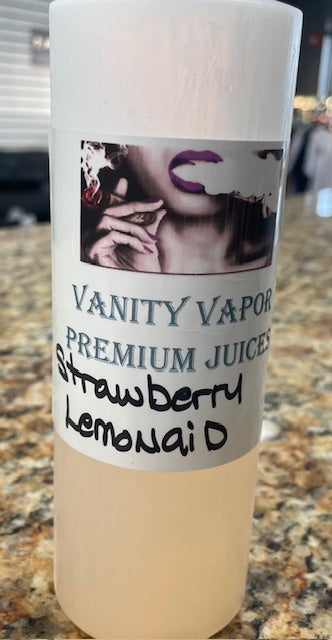 VANITY VAPOR
PREMIUM JUICES
Strawberry
LemoNaiD